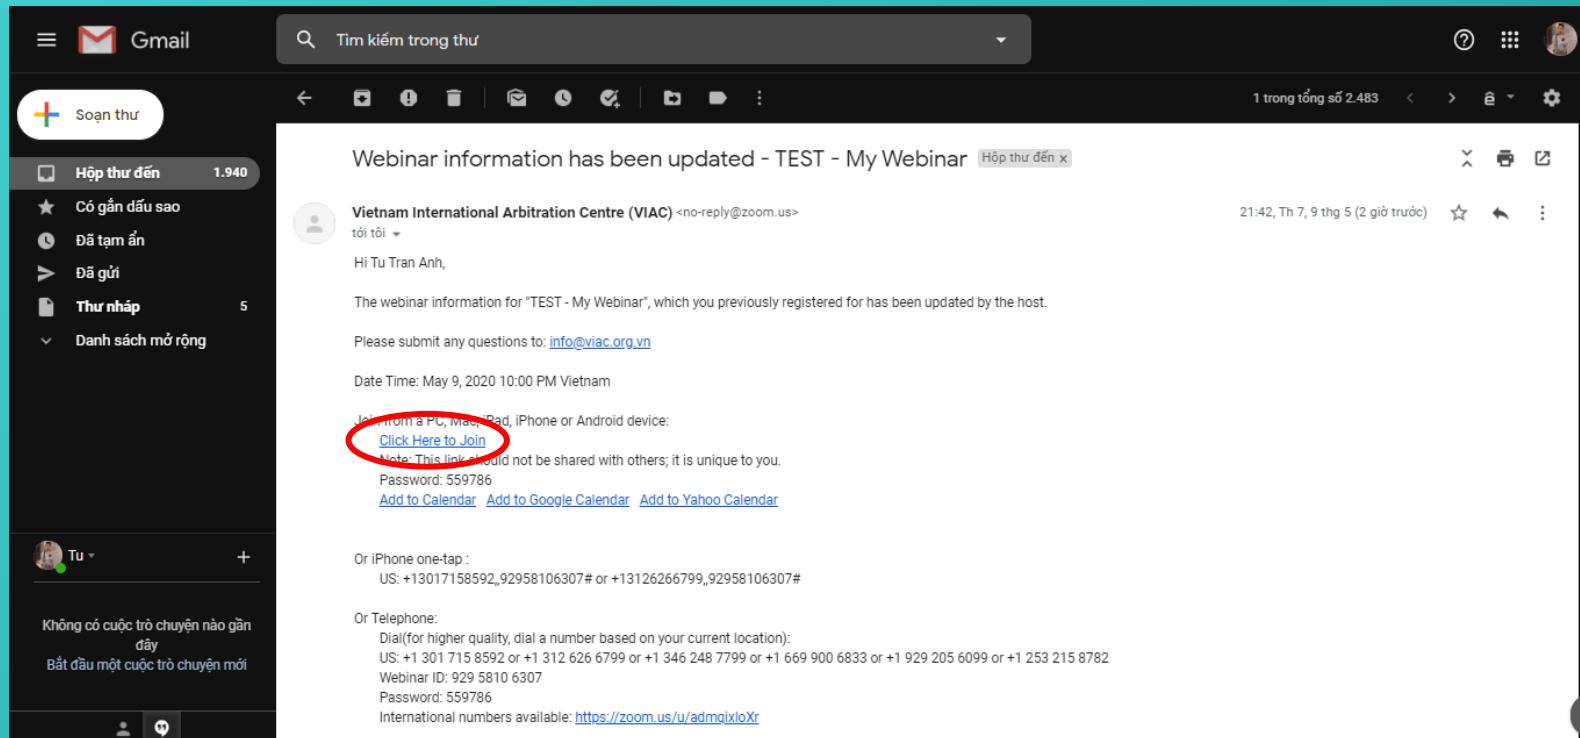 Gmail
Tìm kiếm trong thư
Soạn thư
1 trong tổng số 2.483
ê
Hộp thư đến 1.940
Có gắn dấu sao
Đã tạm ẩn
Đã gửi
Thư nháp 5
Danh sách mở rộng
Webinar information has been updated - TEST - My Webinar Hộp thư đến x
Vietnam International Arbitration Centre (VIAC) <no-reply@zoom.us>
21:42, Th 7, 9 thg 5 (2 giờ trước)
tới tôi
Hi Tu Tran Anh,
The webinar information for "TEST - My Webinar", which you previously registered for has been updated by the host.
Please submit any questions to: info@viac.org.vn
Date Time: May 9, 2020 10:00 PM Vietnam
Join from a PC, Mac, iPad, iPhone or Android device:
Click Here to Join
Note: This link should not be shared with others; it is unique to you.
Password: 559786
Add to Calendar Add to Google Calendar Add to Yahoo Calendar
Or iPhone one-tap :
US: +13017158592,,92958106307# or +13126266799,,92958106307#
Or Telephone:
Dial(for higher quality, dial a number based on your current location):
US: +1 301 715 8592 or +1 312 626 6799 or +1 346 248 7799 or +1 669 900 6833 or +1 929 205 6099 or +1 253 215 8782
Webinar ID: 929 5810 6307
Password: 559786
International numbers available: https://zoom.us/u/admqixloXr
Tu
Không có cuộc trò chuyện nào gần
đây
Bắt đầu một cuộc trò chuyện mới